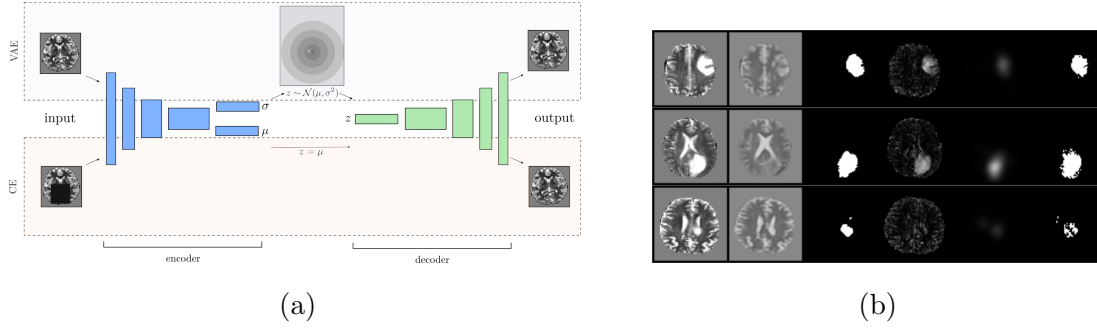 VAE
σ
z ∼ N(μ, σ²)
input
z
output
μ
z = μ
CE
encoder
decoder
(a)
(b)